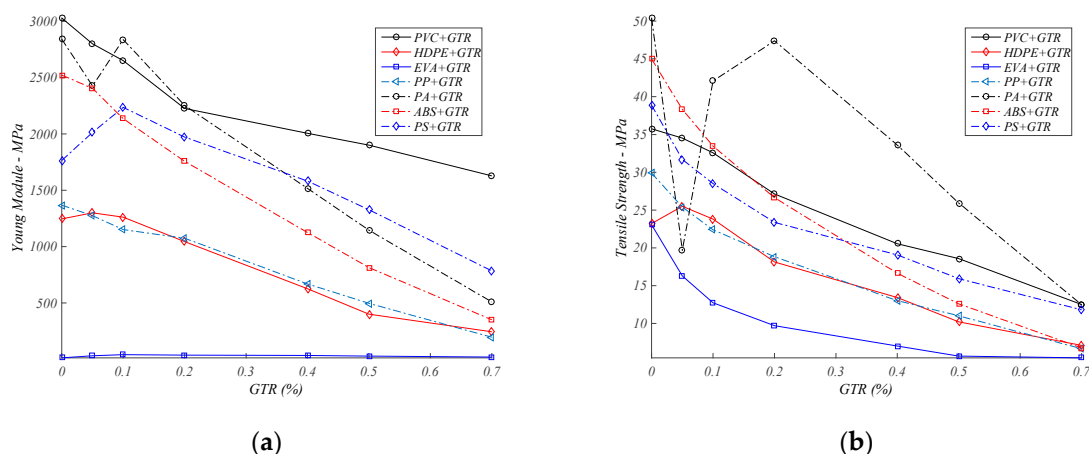 3000
2500
2000
1500
1000
500
Young Module - MPa
0 0.1 0.2 0.3 0.4 0.5 0.6 0.7
GTR (%)
PVC+GTR
HDPE+GTR
EVA+GTR
PP+GTR
PA+GTR
ABS+GTR
PS+GTR
(a)
50
45
40
35
30
25
20
15
10
Tensile Strength - MPa
0 0.1 0.2 0.3 0.4 0.5 0.6 0.7
GTR (%)
PVC+GTR
HDPE+GTR
EVA+GTR
PP+GTR
PA+GTR
ABS+GTR
PS+GTR
(b)